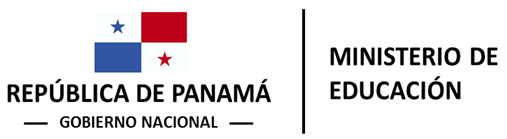 REPÚBLICA DE PANAMÁ
GOBIERNO NACIONAL
MINISTERIO DE
EDUCACIÓN